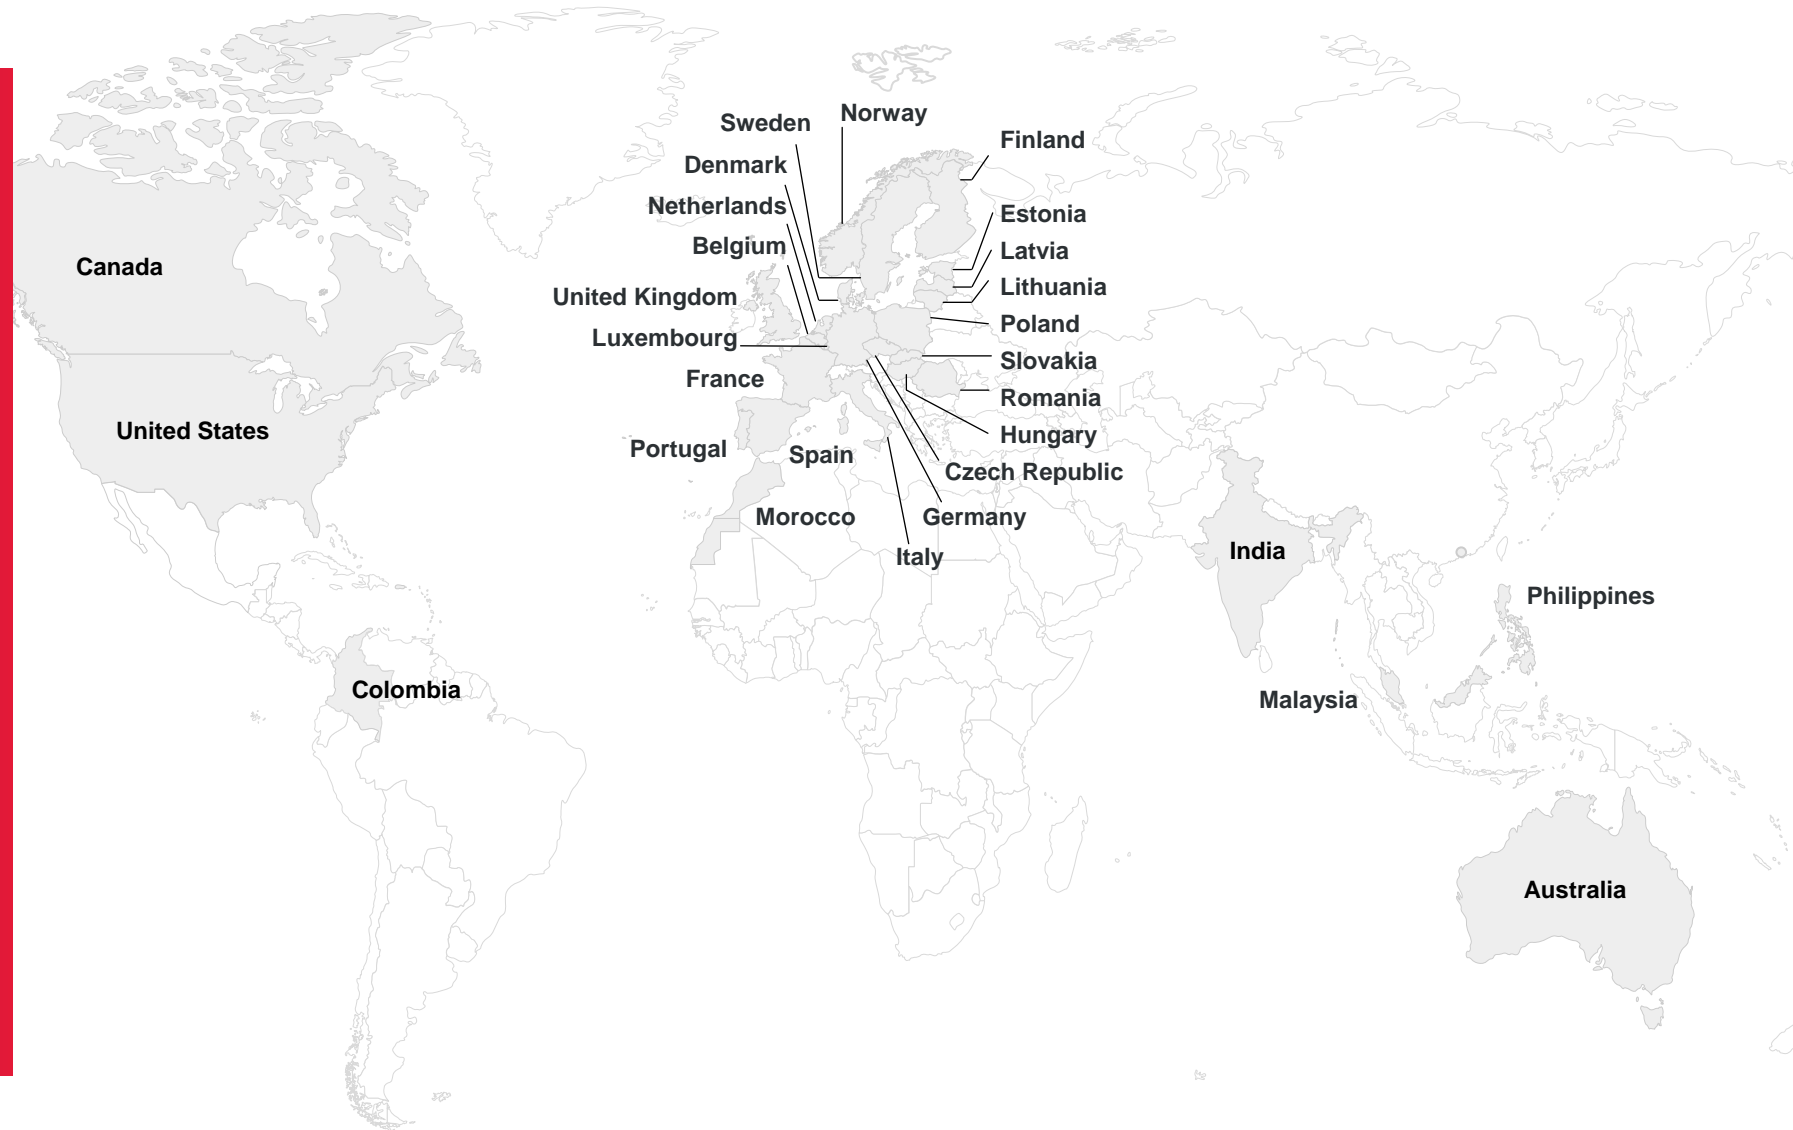 Norway
Sweden
Finland
Denmark
Netherlands
Estonia
Belgium
Latvia
Canada
Lithuania
United Kingdom
Poland
Luxembourg
Slovakia
France
Romania
United States
Hungary
Portugal
Spain
Czech Republic
Morocco
Germany
India
Italy
Philippines
Colombia
Malaysia
Australia